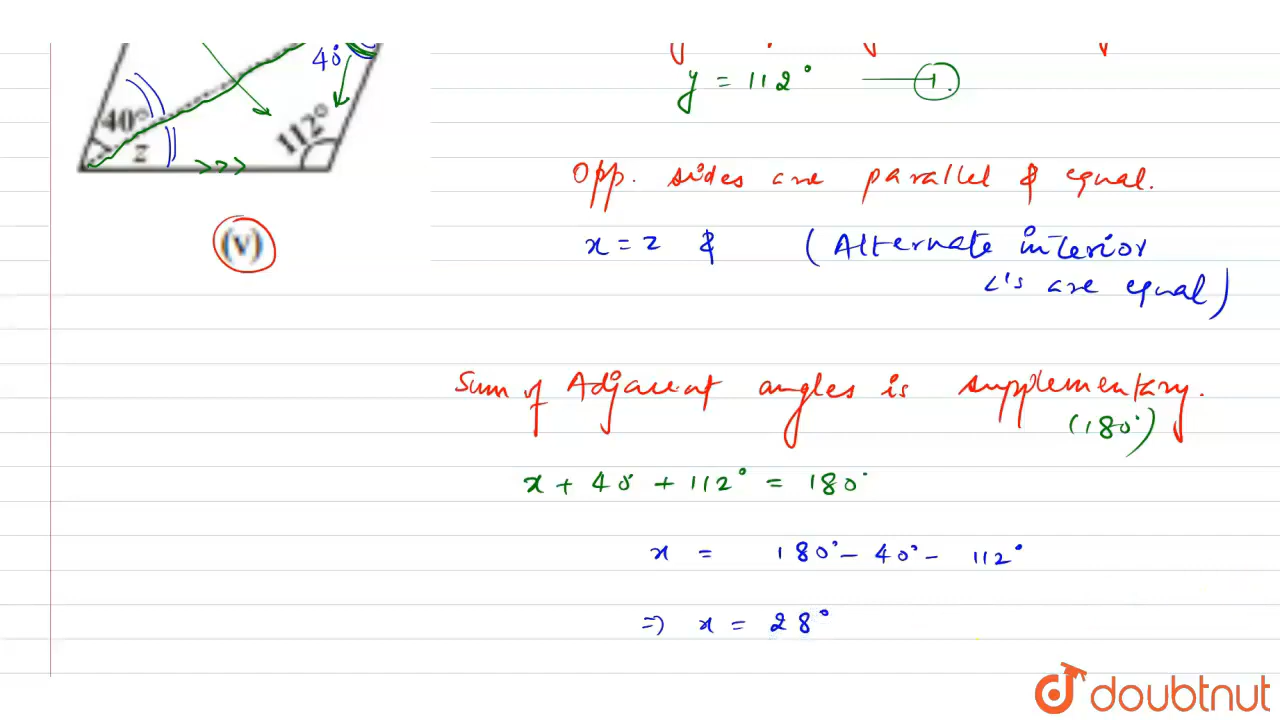 40°
y = 112° ——— 1.
40°
112°
z
Opp. sides are parallel & equal.
(v)
x = z & (Alternate interior
∠'s are equal)
Sum of Adjacent angles is supplementary.
(180°)
x + 40° + 112° = 180°
x = 180° - 40° - 112°
⇒ x = 28°
doubtnut